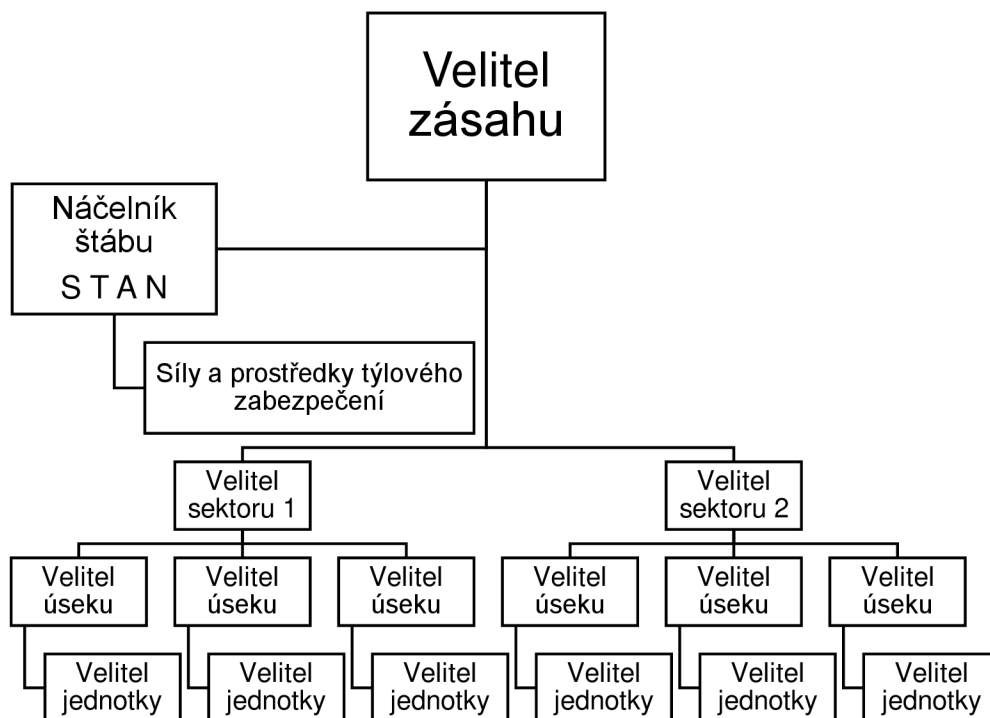 Velitel
zásahu
Náčelník
štábu
S T A N
Síly a prostředky týlového
zabezpečení
Velitel
sektoru 1
Velitel
sektoru 2
Velitel
úseku
Velitel
úseku
Velitel
úseku
Velitel
úseku
Velitel
úseku
Velitel
úseku
Velitel
jednotky
Velitel
jednotky
Velitel
jednotky
Velitel
jednotky
Velitel
jednotky
Velitel
jednotky